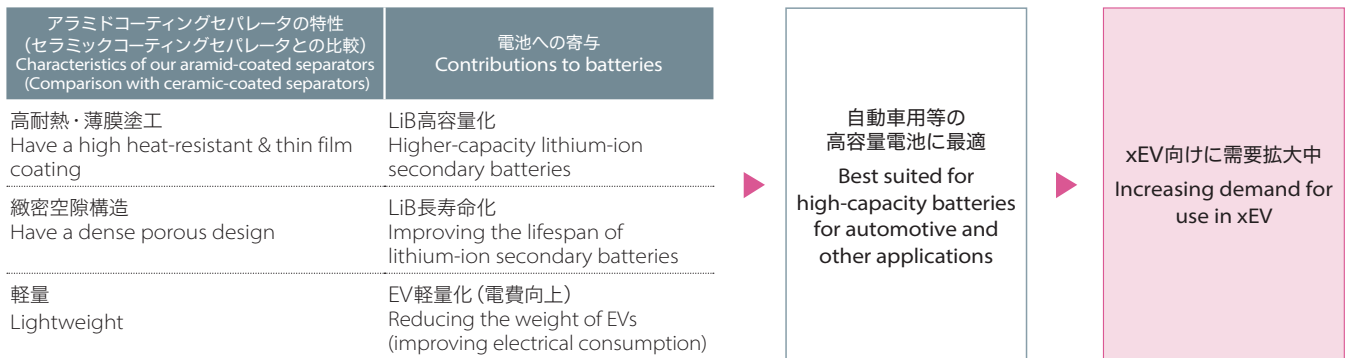 アラミドコーティングセパレータの特性
（セラミックコーティングセパレータとの比較）
Characteristics of our aramid-coated separators
(Comparison with ceramic-coated separators)
電池への寄与
Contributions to batteries
高耐熱・薄膜塗工
Have a high heat-resistant & thin film
coating
LiB高容量化
Higher-capacity lithium-ion
secondary batteries
緻密空隙構造
Have a dense porous design
LiB長寿命化
Improving the lifespan of
lithium-ion secondary batteries
軽量
Lightweight
EV軽量化（電費向上）
Reducing the weight of EVs
(improving electrical consumption)
自動車用等の
高容量電池に最適
Best suited for
high-capacity batteries
for automotive and
other applications
xEV向けに需要拡大中
Increasing demand for
use in xEV